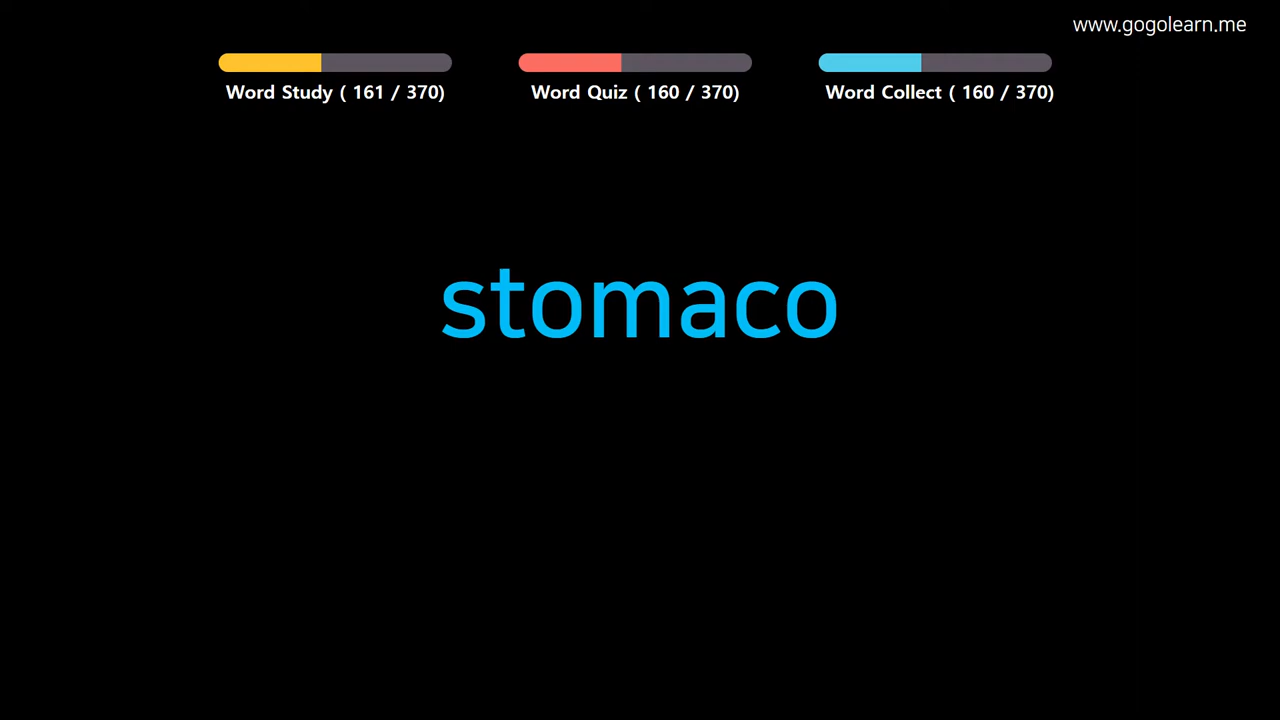 www.gogolearn.me
Word Study ( 161 / 370)
Word Quiz ( 160 / 370)
Word Collect ( 160 / 370)
stomaco